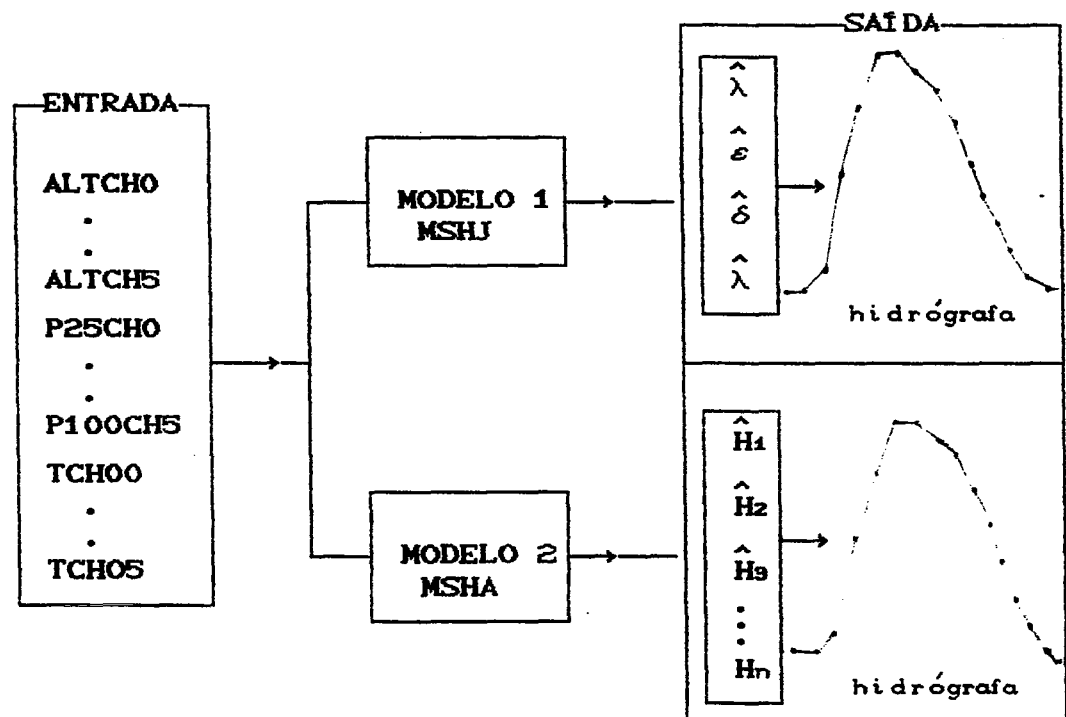 ENTRADA
ALTCH0
.
.
ALTCH5
P25CH0
.
.
P100CH5
TCH00
.
.
TCH05
MODELO 1
MSHJ
MODELO 2
MSHA
SAÍDA
λ̂
ε̂
δ̂
λ̂
hidrógrafa
Ĥ1
Ĥ2
Ĥ3
.
.
.
.
Hn
hidrógrafa